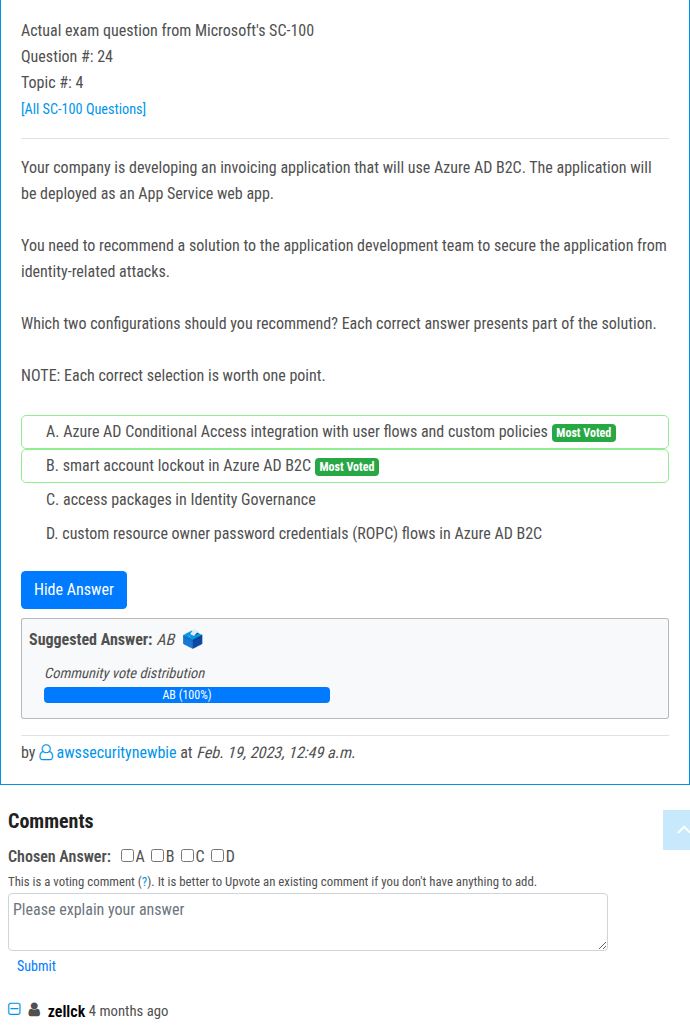 Actual exam question from Microsoft's SC-100
Question #: 24
Topic #: 4
[All SC-100 Questions]
Your company is developing an invoicing application that will use Azure AD B2C. The application will
be deployed as an App Service web app.
You need to recommend a solution to the application development team to secure the application from
identity-related attacks.
Which two configurations should you recommend? Each correct answer presents part of the solution.
NOTE: Each correct selection is worth one point.
A. Azure AD Conditional Access integration with user flows and custom policies Most Voted
B. smart account lockout in Azure AD B2C Most Voted
C. access packages in Identity Governance
D. custom resource owner password credentials (ROPC) flows in Azure AD B2C
Hide Answer
Suggested Answer: AB
Community vote distribution
AB (100%)
by awssecuritynewbie at Feb. 19, 2023, 12:49 a.m.
Comments
Chosen Answer: A B C D
This is a voting comment (?). It is better to Upvote an existing comment if you don't have anything to add.
Please explain your answer
Submit
zellck 4 months ago